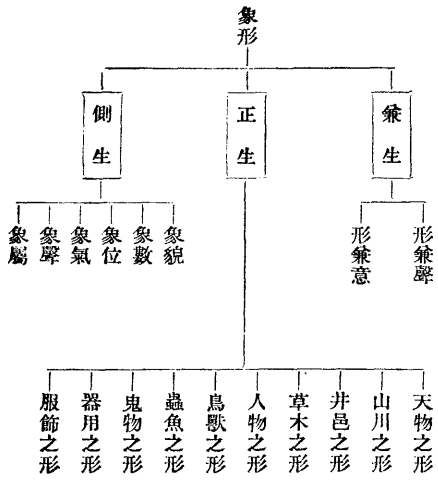 象形
正生
天物之形
山川之形
井邑之形
草木之形
人物之形
鳥獸之形
蟲魚之形
鬼物之形
器用之形
服飾之形
側生
象貌
象數
象位
象氣
象聲
象屬
兼生
形兼聲
形兼意